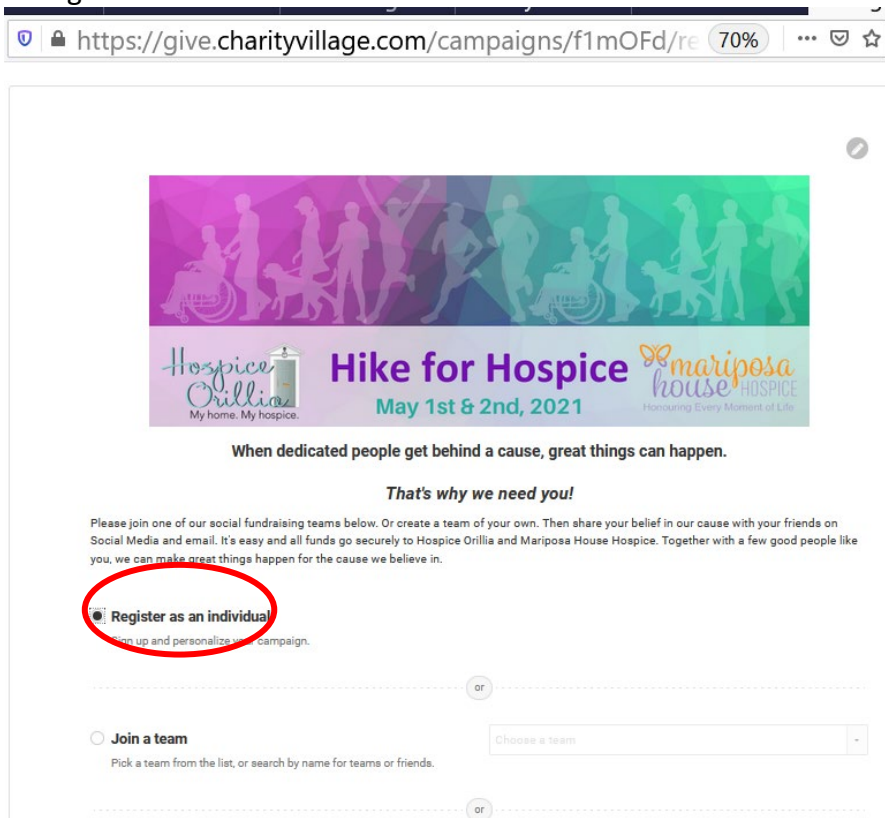 https://give.charityvillage.com/campaigns/f1mOFd/re 70%
Hospice
Orillia
My home. My hospice.
Hike for Hospice
May 1st & 2nd, 2021
mariposa
house HOSPICE
Honouring Every Moment of Life
When dedicated people get behind a cause, great things can happen.
That's why we need you!
Please join one of our social fundraising teams below. Or create a team of your own. Then share your belief in our cause with your friends on
Social Media and email. It's easy and all funds go securely to Hospice Orillia and Mariposa House Hospice. Together with a few good people like
you, we can make great things happen for the cause we believe in.
Register as an individual
Sign up and personalize your campaign.
or
Join a team
Choose a team
Pick a team from the list, or search by name for teams or friends.
or